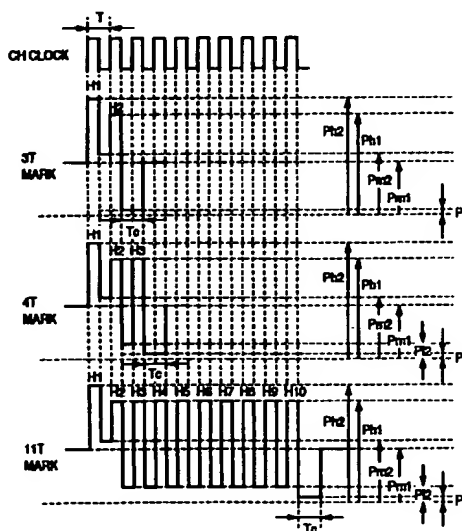 T
CH CLOCK
H1
H2
3T
MARK
Ph2
Ph1
Pm2
Pm1
P
Tc
H1
H2 H3
4T
MARK
Ph2
Ph1
Pm2
Pm1
Pl2
P
Tc
H1
H2 H3 H4 H5 H6 H7 H8 H9 H10
11T
MARK
Ph2
Ph1
Pm2
Pm1
Pl2
P
Tc